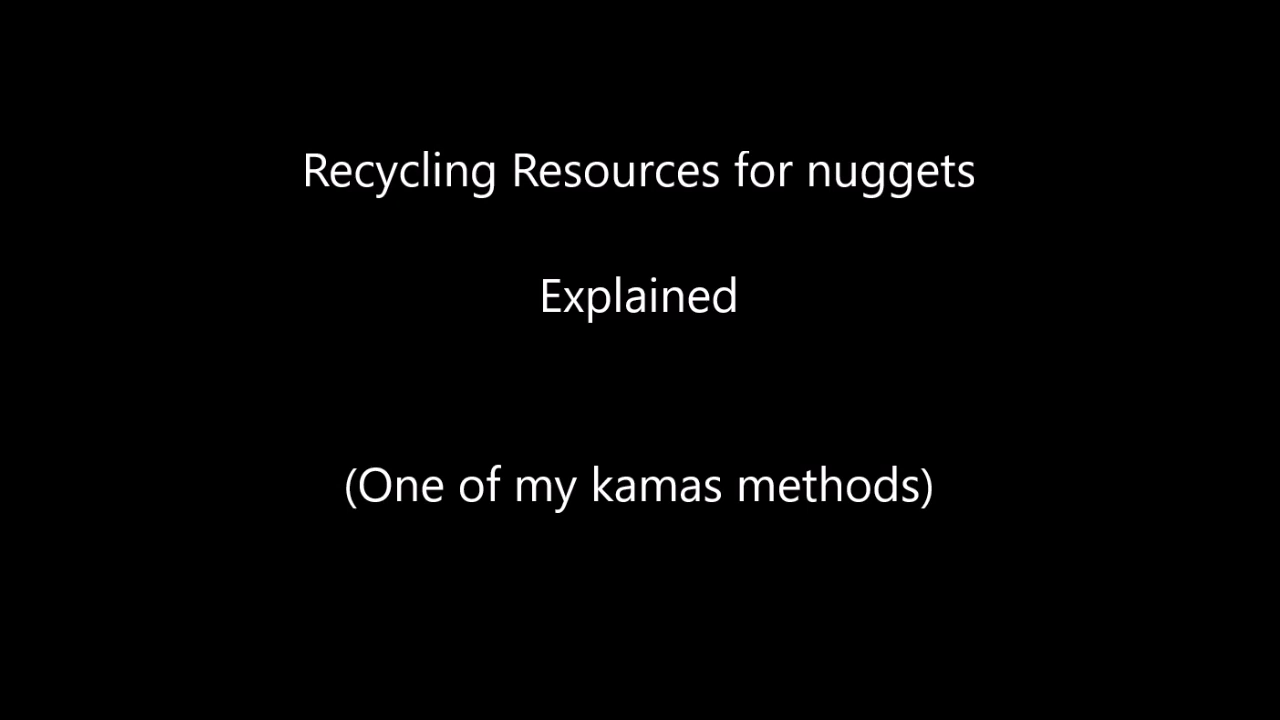 Recycling Resources for nuggets
Explained
(One of my kamas methods)